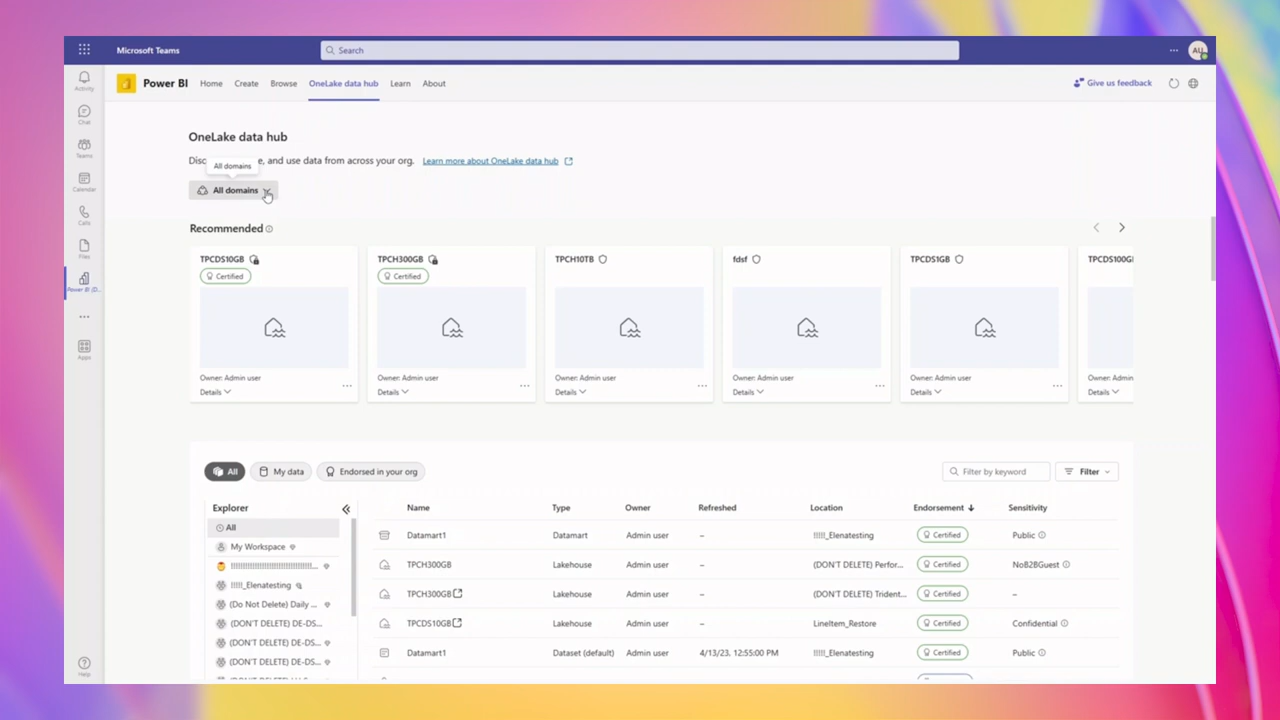 Microsoft Teams
Search
AU
Activity
Chat
Teams
Calendar
Calls
Files
Power BI (D...
Apps
Help
Power BI
Home
Create
Browse
OneLake data hub
Learn
About
Give us feedback
OneLake data hub
Disc e, and use data from across your org. Learn more about OneLake data hub
All domains
All domains
Recommended
TPCDS10GB
Certified
Owner: Admin user
Details
TPCH300GB
Certified
Owner: Admin user
Details
TPCH10TB
Owner: Admin user
Details
fdsf
Owner: Admin user
Details
TPCDS1GB
Owner: Admin user
Details
TPCDS100G
Owner: Admin
Details
All
My data
Endorsed in your org
Filter by keyword
Filter
Explorer
All
My Workspace
!!!!!_Elenatesting
(Do Not Delete) Daily ...
(DON'T DELETE) DE-DS...
(DON'T DELETE) DE-DS...
(DON'T DELETE) DE-DS...
Name Type Owner Refreshed Location Endorsement Sensitivity
Datamart1 Datamart Admin user – !!!!!_Elenatesting Certified Public
TPCH300GB Lakehouse Admin user – (DON'T DELETE) Perfor... Certified NoB2BGuest
TPCH300GB Lakehouse Admin user – (DON'T DELETE) Trident... Certified –
TPCDS10GB Lakehouse Admin user – LineItem_Restore Certified Confidential
Datamart1 Dataset (default) Admin user 4/13/23, 12:55:00 PM !!!!!_Elenatesting Certified Public